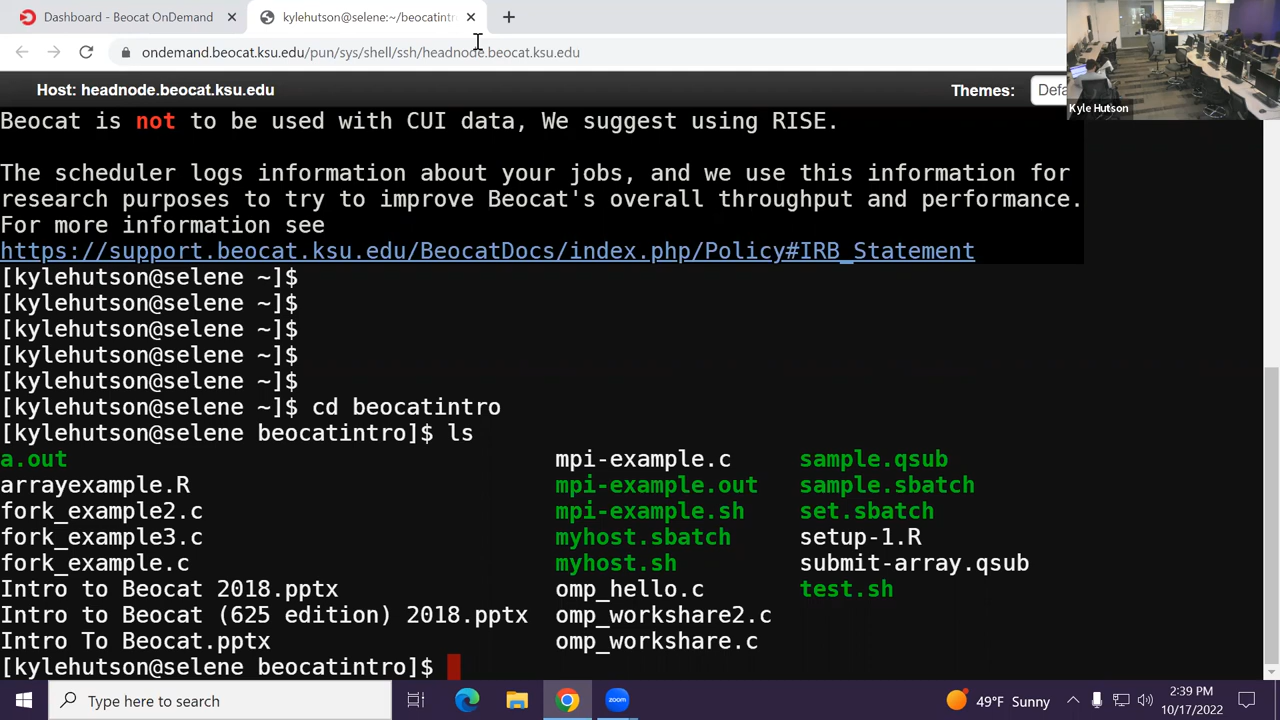 Dashboard - Beocat OnDemand
kylehutson@selene:~/beocatintr
ondemand.beocat.ksu.edu/pun/sys/shell/ssh/headnode.beocat.ksu.edu
Host: headnode.beocat.ksu.edu
Themes:
Defa
Kyle Hutson
Beocat is not to be used with CUI data, We suggest using RISE.
The scheduler logs information about your jobs, and we use this information for
research purposes to try to improve Beocat's overall throughput and performance.
For more information see
https://support.beocat.ksu.edu/BeocatDocs/index.php/Policy#IRB_Statement
[kylehutson@selene ~]$
[kylehutson@selene ~]$
[kylehutson@selene ~]$
[kylehutson@selene ~]$
[kylehutson@selene ~]$
[kylehutson@selene ~]$ cd beocatintro
[kylehutson@selene beocatintro]$ ls
a.out mpi-example.c sample.qsub
arrayexample.R mpi-example.out sample.sbatch
fork_example2.c mpi-example.sh set.sbatch
fork_example3.c myhost.sbatch setup-1.R
fork_example.c myhost.sh submit-array.qsub
Intro to Beocat 2018.pptx omp_hello.c test.sh
Intro to Beocat (625 edition) 2018.pptx omp_workshare2.c
Intro To Beocat.pptx omp_workshare.c
[kylehutson@selene beocatintro]$
Type here to search
zoom
49°F Sunny
2:39 PM
10/17/2022